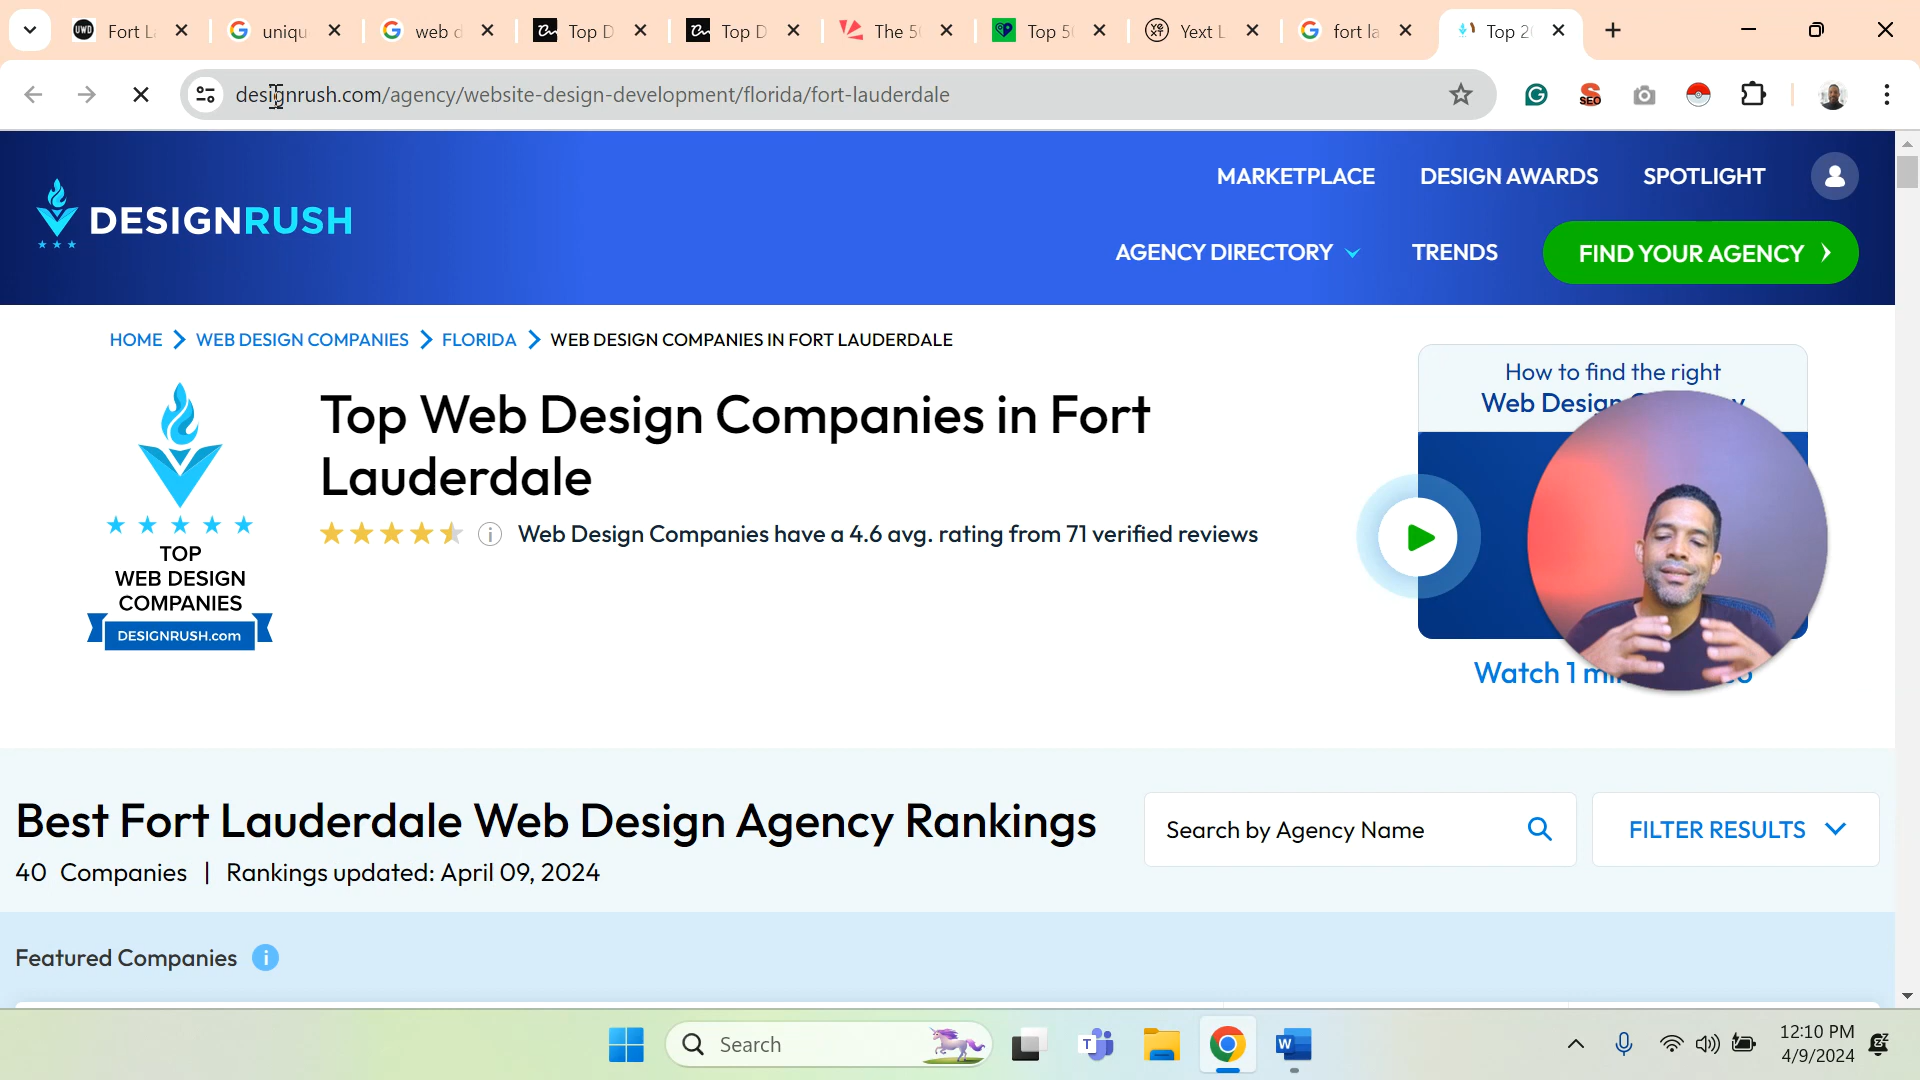 Fort La
uniqu
web d
Top D
Top D
The 50
Top 50
Yext L
fort la
Top 20
designrush.com/agency/website-design-development/florida/fort-lauderdale
SEO
DESIGNRUSH
MARKETPLACE
DESIGN AWARDS
SPOTLIGHT
AGENCY DIRECTORY
TRENDS
FIND YOUR AGENCY
HOME
WEB DESIGN COMPANIES
FLORIDA
WEB DESIGN COMPANIES IN FORT LAUDERDALE
TOP
WEB DESIGN
COMPANIES
DESIGNRUSH.com
Top Web Design Companies in Fort
Lauderdale
Web Design Companies have a 4.6 avg. rating from 71 verified reviews
How to find the right
Web Design
Watch 1
Best Fort Lauderdale Web Design Agency Rankings
40 Companies | Rankings updated: April 09, 2024
Search by Agency Name
FILTER RESULTS
Featured Companies
Search
12:10 PM
4/9/2024